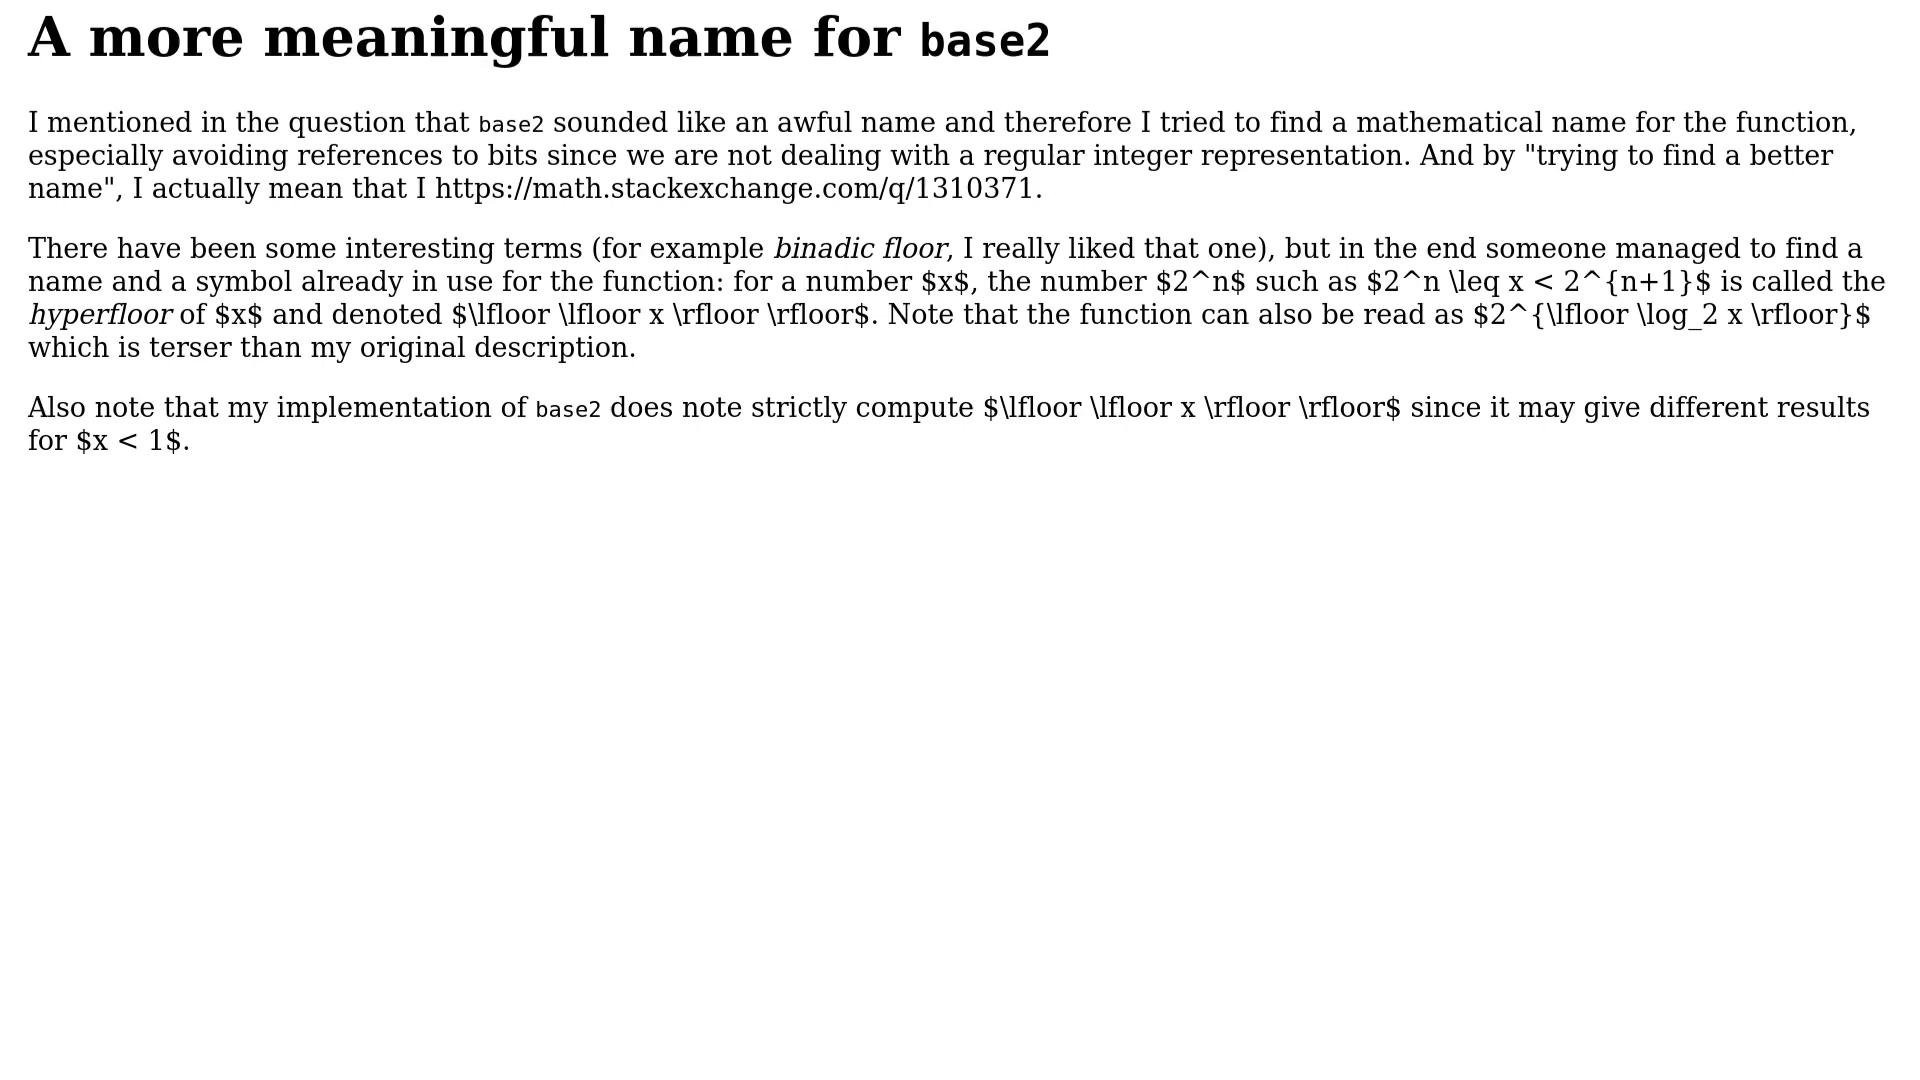 A more meaningful name for base2
I mentioned in the question that base2 sounded like an awful name and therefore I tried to find a mathematical name for the function,
especially avoiding references to bits since we are not dealing with a regular integer representation. And by "trying to find a better
name", I actually mean that I https://math.stackexchange.com/q/1310371.
There have been some interesting terms (for example binadic floor, I really liked that one), but in the end someone managed to find a
name and a symbol already in use for the function: for a number $x$, the number $2^n$ such as $2^n \leq x < 2^{n+1}$ is called the
hyperfloor of $x$ and denoted $\lfloor \lfloor x \rfloor \rfloor$. Note that the function can also be read as $2^{\lfloor \log_2 x \rfloor}$
which is terser than my original description.
Also note that my implementation of base2 does note strictly compute $\lfloor \lfloor x \rfloor \rfloor$ since it may give different results
for $x < 1$.